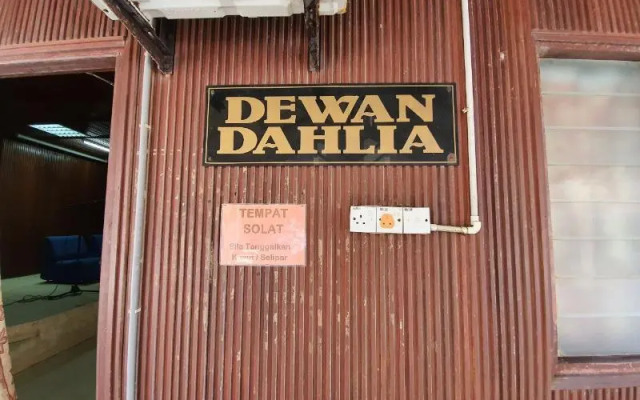 DEWAN
DAHLIA
TEMPAT
SOLAT
Sila Tanggalkan
Kasut / Selipar